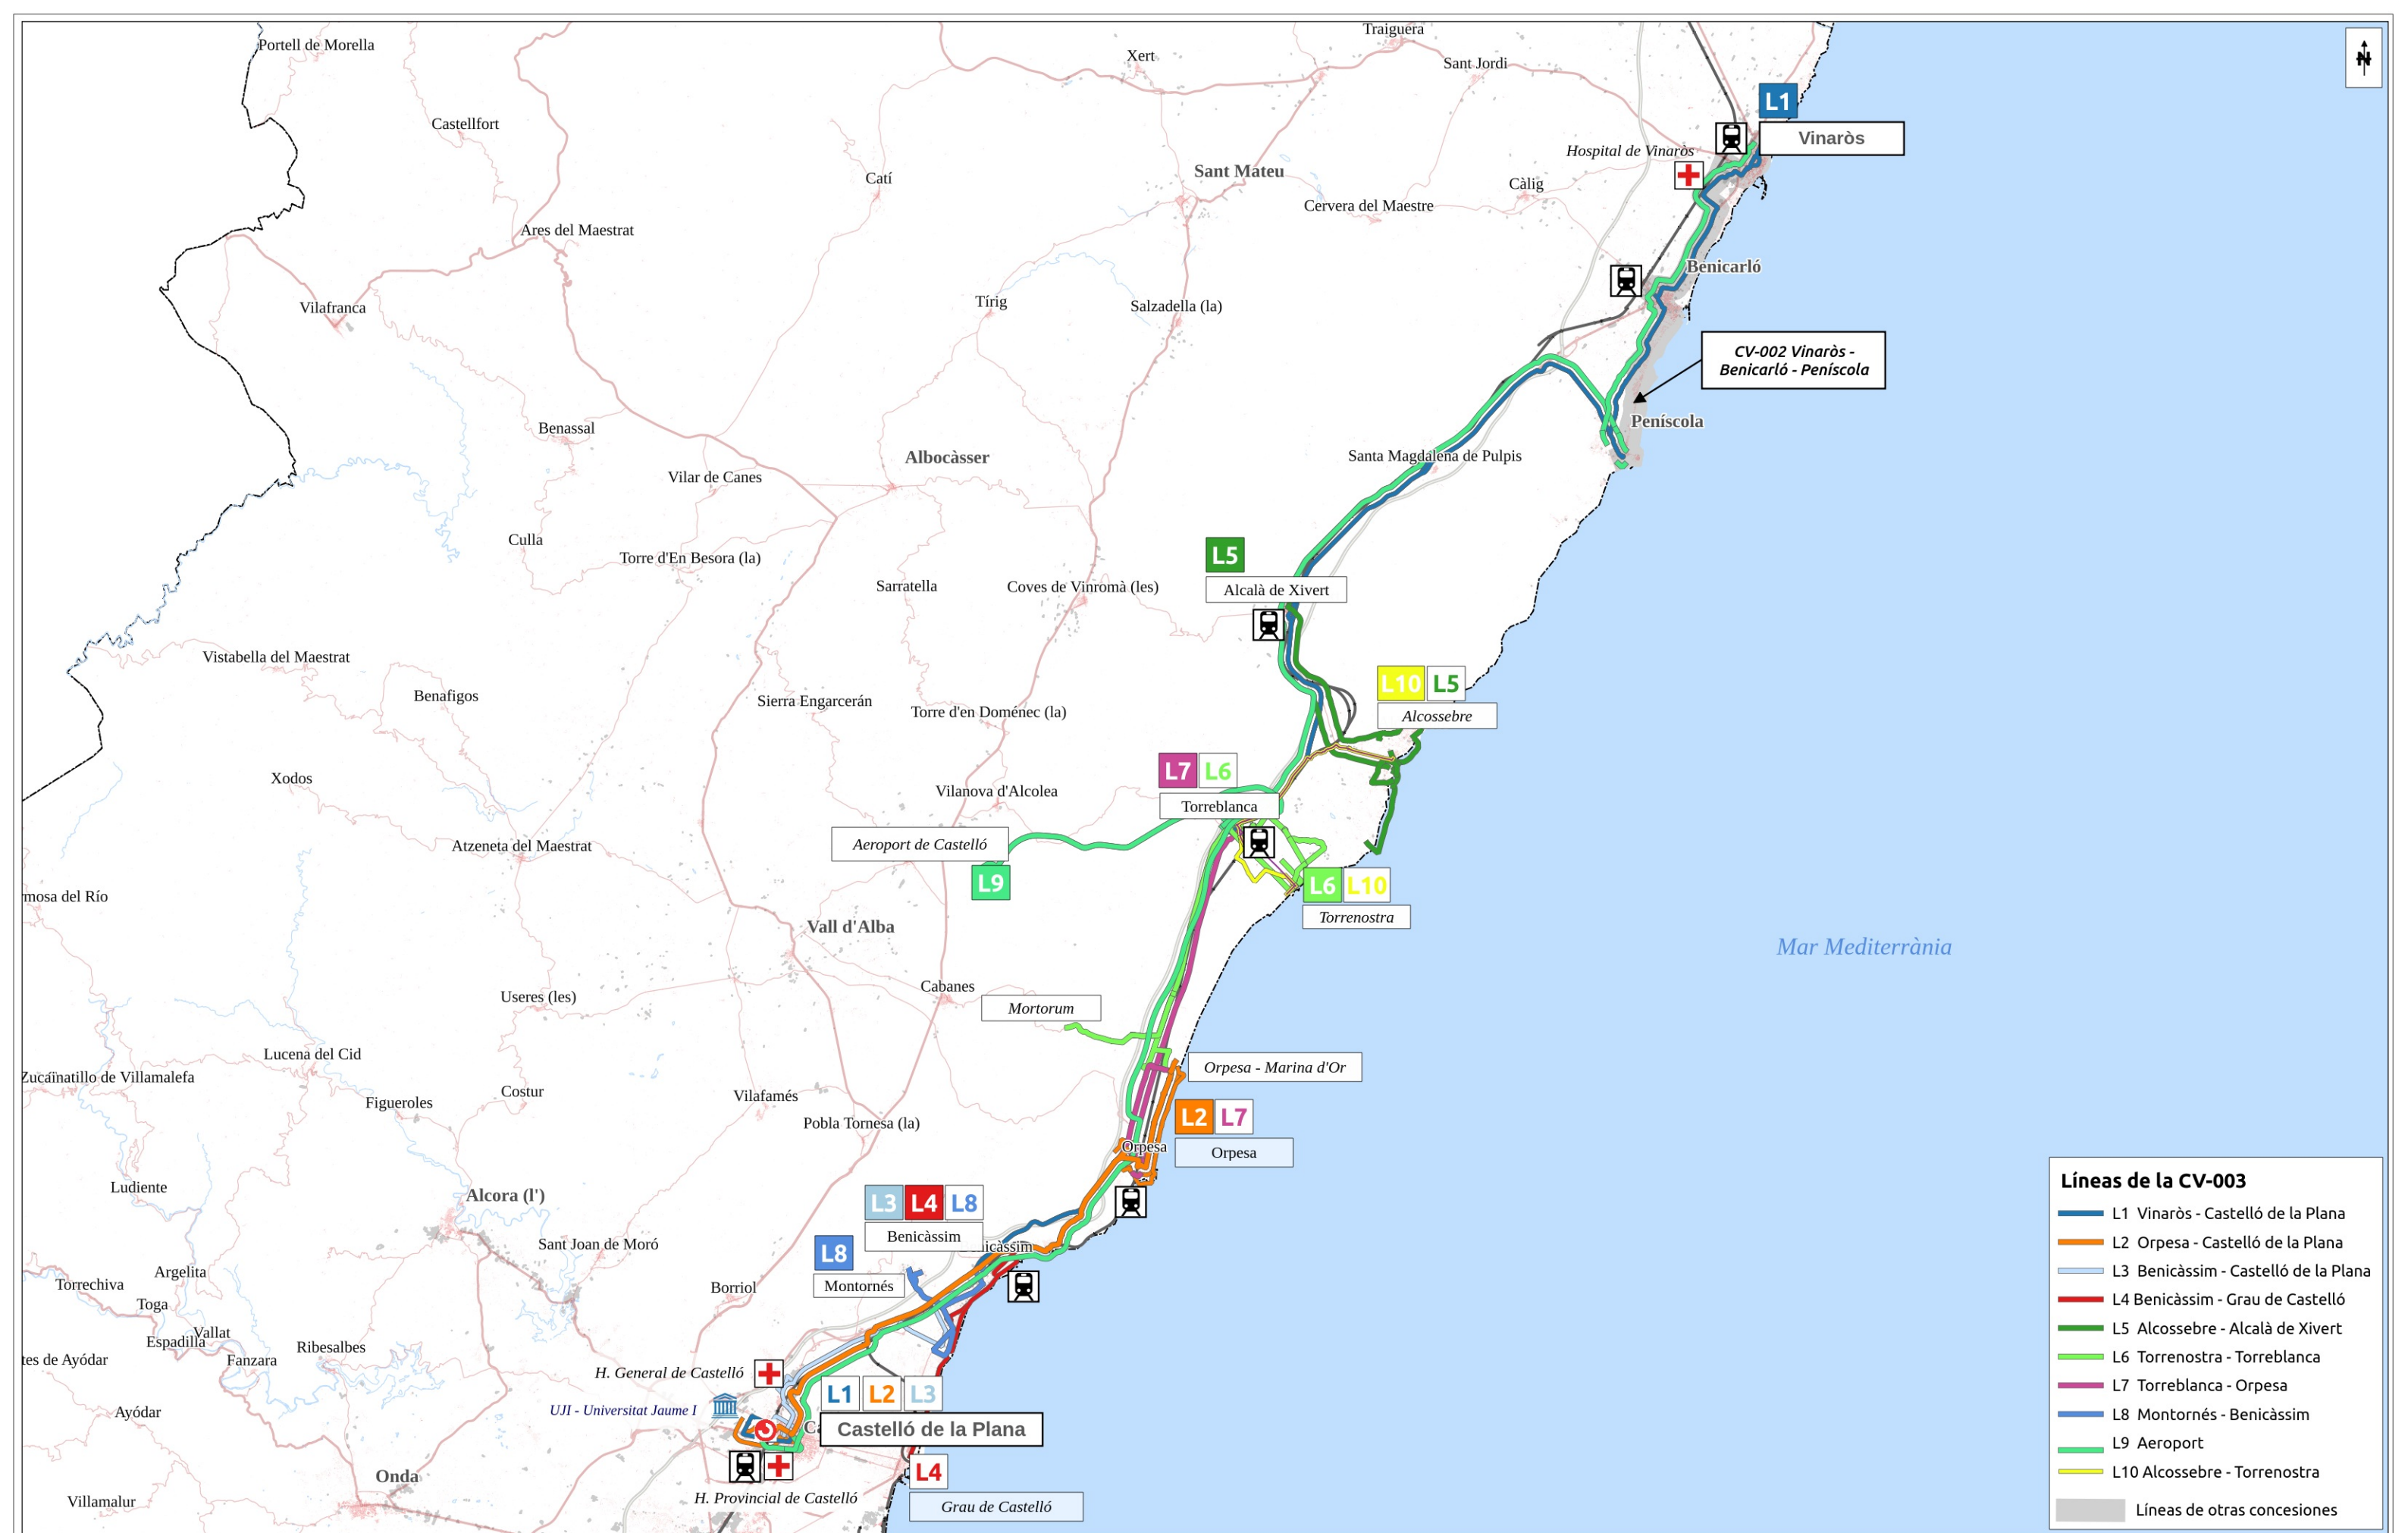 Portell de Morella
Traiguera
Xert
Sant Jordi
N
L1
Castellfort
Vinaròs
Hospital de Vinaròs
Sant Mateu
Catí
Càlig
Cervera del Maestre
Ares del Maestrat
Benicarló
Vilafranca
Tírig
Salzadella (la)
CV-002 Vinaròs -
Benicarló - Peníscola
Peníscola
Benassal
Albocàsser
Santa Magdalena de Pulpis
Vilar de Canes
Culla
Torre d'En Besora (la)
L5
Sarratella
Coves de Vinromà (les)
Alcalà de Xivert
Vistabella del Maestrat
Benafigos
L10 L5
Sierra Engarcerán
Torre d'en Doménec (la)
Alcossebre
Xodos
L7 L6
Vilanova d'Alcolea
Torreblanca
Atzeneta del Maestrat
Aeroport de Castelló
L9
L6 L10
mosa del Río
Torrenostra
Vall d'Alba
Mar Mediterrània
Cabanes
Useres (les)
Mortorum
Lucena del Cid
Orpesa - Marina d'Or
Zucaina
Castillo de Villamalefa
Costur
Vilafamés
Figueroles
L2 L7
Pobla Tornesa (la)
Orpesa
Orpesa
Ludiente
Alcora (l')
L3 L4 L8
Benicàssim
nicàssim
Sant Joan de Moró
L8
Argelita
Torrechiva
Borriol
Montornés
Toga
Vallat
Espadilla
Ribesalbes
tes de Ayódar
Fanzara
H. General de Castelló
L1 L2 L3
Ayódar
UJI - Universitat Jaume I
Ca
Castelló de la Plana
L4
Onda
Villamalur
H. Provincial de Castelló
Grau de Castelló
Líneas de la CV-003
L1 Vinaròs - Castelló de la Plana
L2 Orpesa - Castelló de la Plana
L3 Benicàssim - Castelló de la Plana
L4 Benicàssim - Grau de Castelló
L5 Alcossebre - Alcalà de Xivert
L6 Torrenostra - Torreblanca
L7 Torreblanca - Orpesa
L8 Montornés - Benicàssim
L9 Aeroport
L10 Alcossebre - Torrenostra
Líneas de otras concesiones